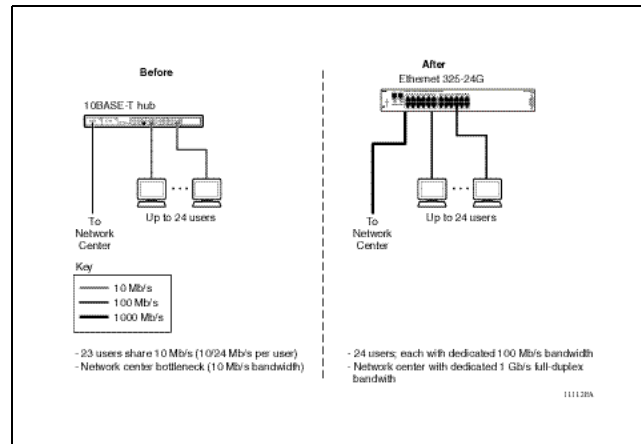 Before
10BASE-T hub
Up to 24 users
To
Network
Center
Key
10 Mb/s
100 Mb/s
1000 Mb/s
- 23 users share 10 Mb/s (10/24 Mb/s per user)
- Network center bottleneck (10 Mb/s bandwidth)
After
Ethernet 325-24G
Up to 24 users
To
Network
Center
- 24 users; each with dedicated 100 Mb/s bandwidth
- Network center with dedicated 1 Gb/s full-duplex
bandwith